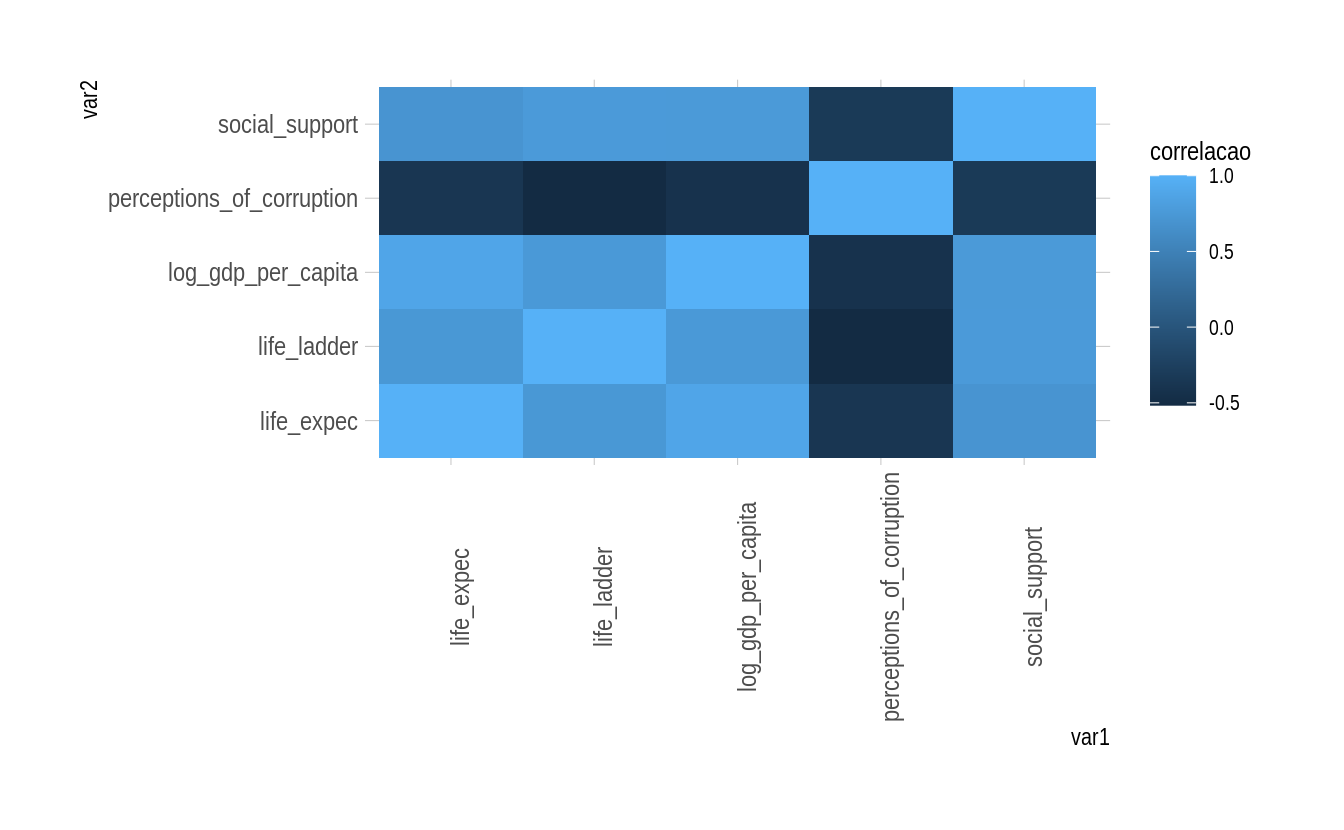 var2
social_support
perceptions_of_corruption
log_gdp_per_capita
life_ladder
life_expec
life_expec
life_ladder
log_gdp_per_capita
perceptions_of_corruption
social_support
var1
correlacao
1.0
0.5
0.0
-0.5